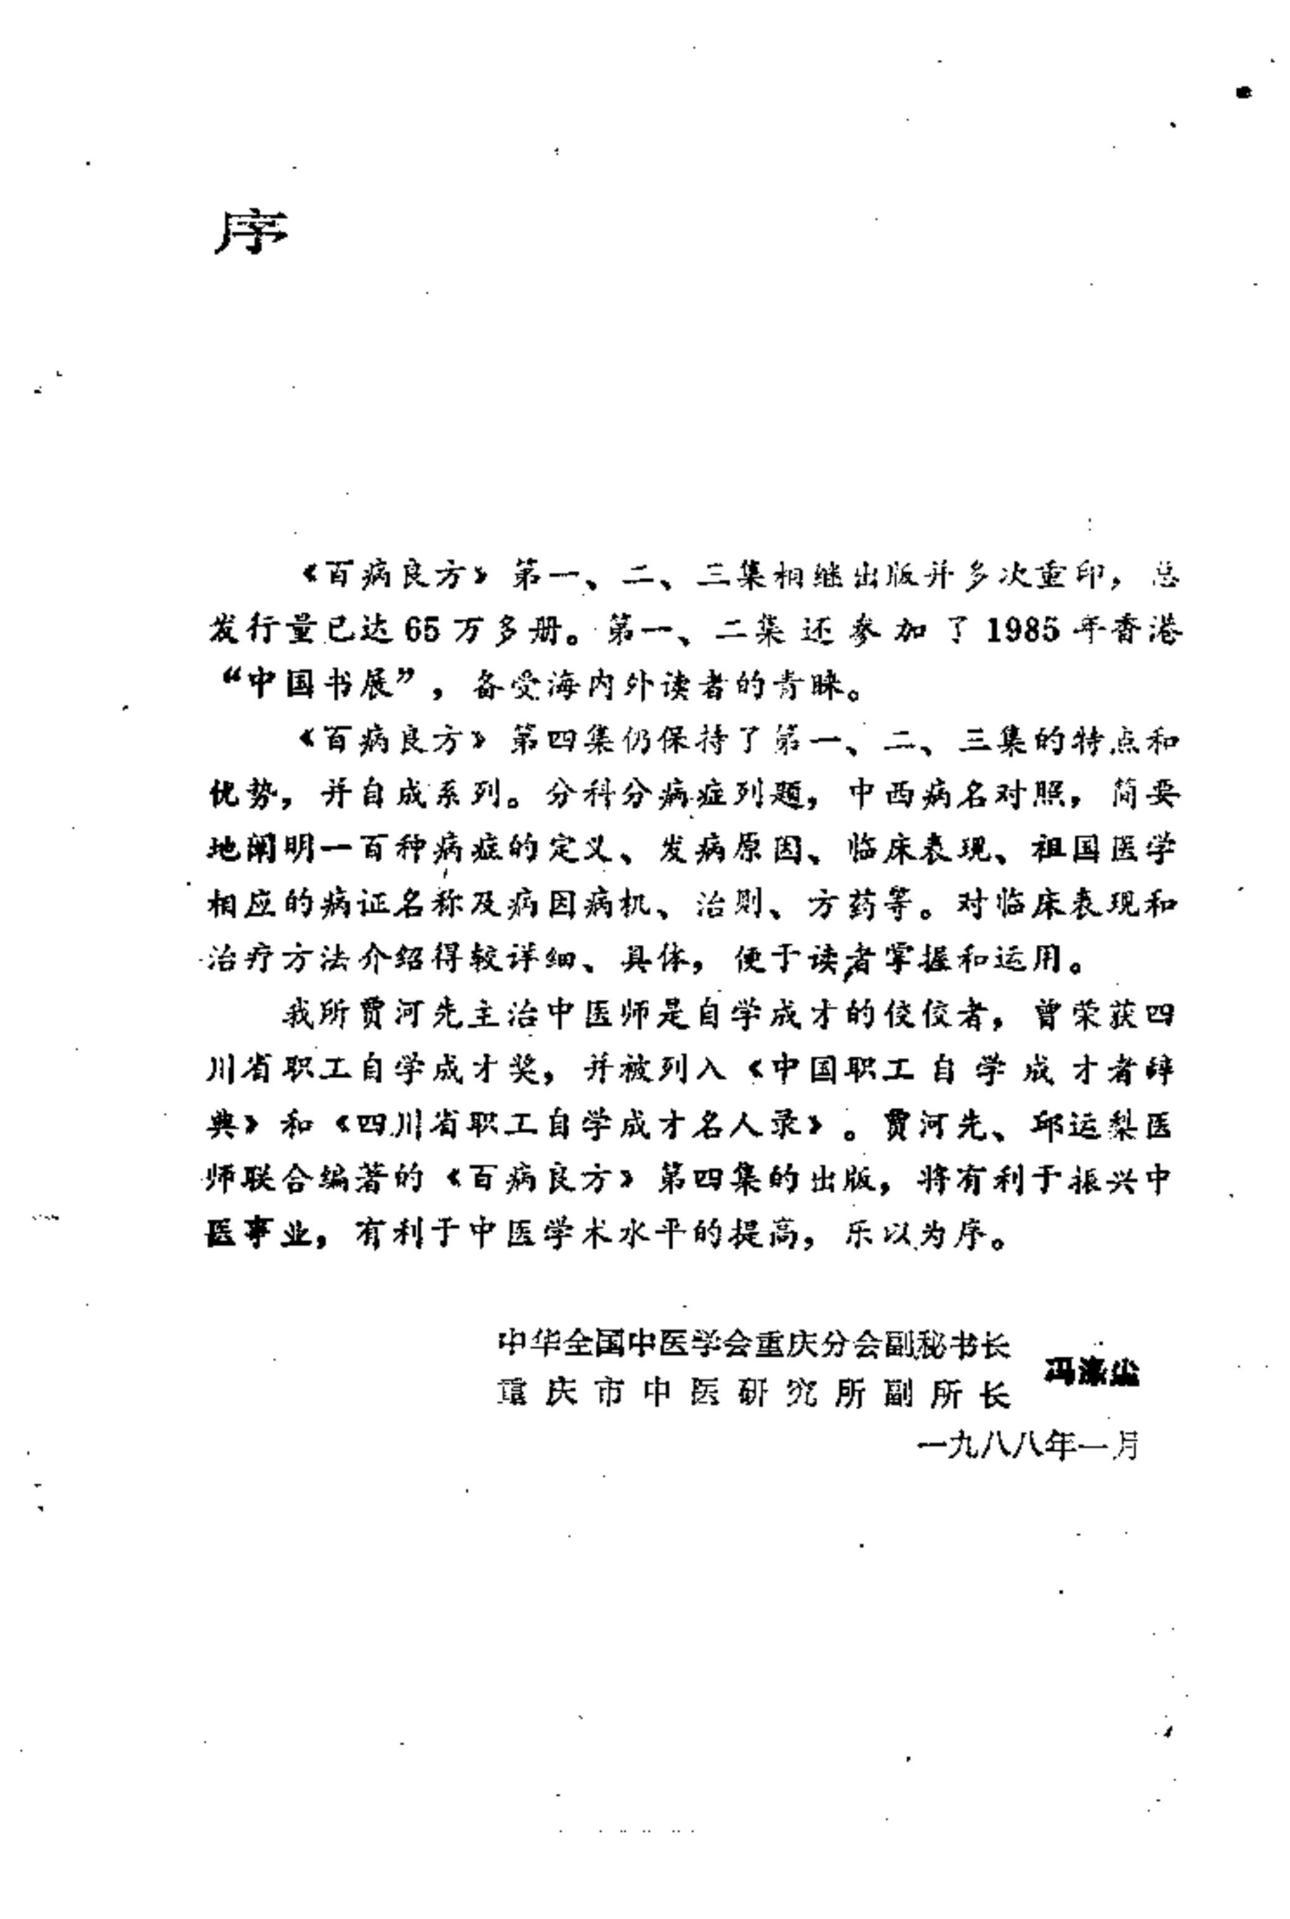 序
《百病良方》第一、二、三集相继出版并多次重印，总
发行量已达65万多册。第一、二集还参加了1985年香港
“中国书展”，备受海内外读者的青睐。
《百病良方》第四集仍保持了第一、二、三集的特点和
优势，并自成系列。分科分病症列题，中西病名对照，简要
地阐明一百种病症的定义、发病原因、临床表现、祖国医学
相应的病证名称及病因病机、治则、方药等。对临床表现和
治疗方法介绍得较详细、具体，便于读者掌握和运用。
我所贾河先主治中医师是自学成才的佼佼者，曾荣获四
川省职工自学成才奖，并被列入《中国职工自学成才者辞
典》和《四川省职工自学成才名人录》。贾河先、邱运梨医
师联合编著的《百病良方》第四集的出版，将有利于振兴中
医事业，有利于中医学术水平的提高，乐以为序。
中华全国中医学会重庆分会副秘书长
重庆市中医研究所副所长
冯涤尘
一九八八年一月